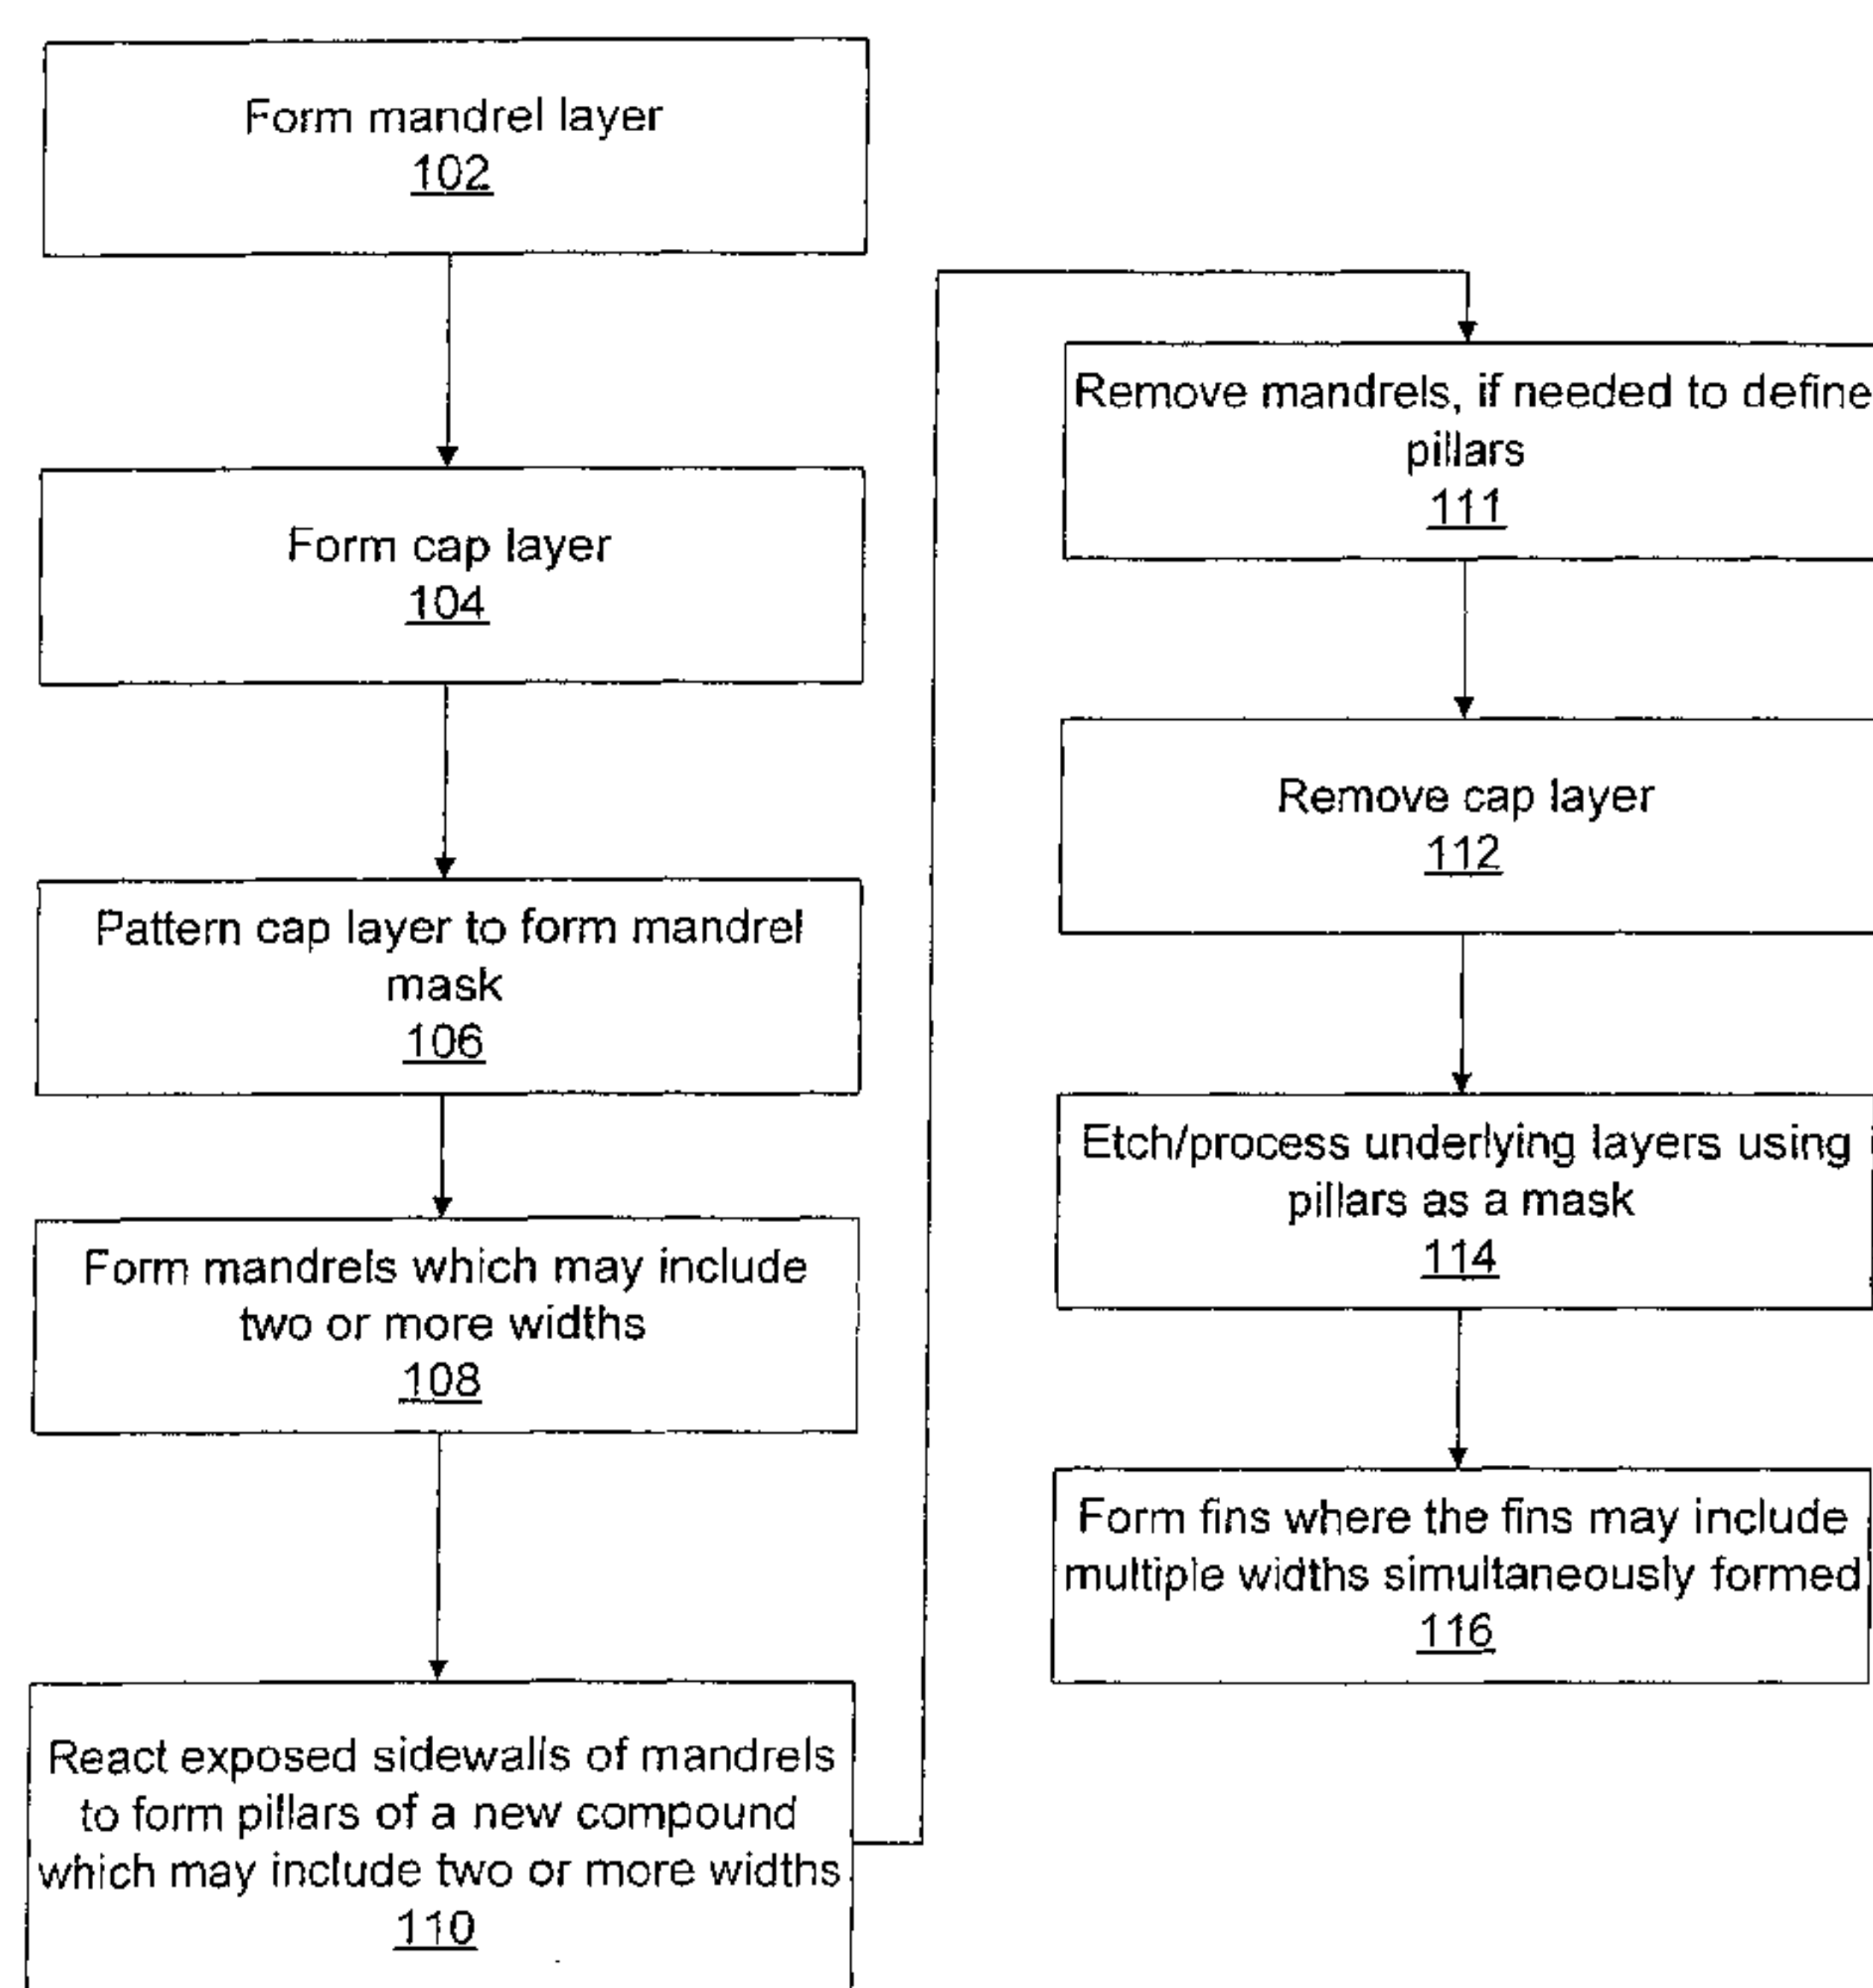 Form mandrel layer
102
Form cap layer
104
Pattern cap layer to form mandrel
mask
106
Form mandrels which may include
two or more widths
108
React exposed sidewalls of mandrels
to form pillars of a new compound
which may include two or more widths
110
Remove mandrels, if needed to define
pillars
111
Remove cap layer
112
Etch/process underlying layers using
pillars as a mask
114
Form fins where the fins may include
multiple widths simultaneously formed
116